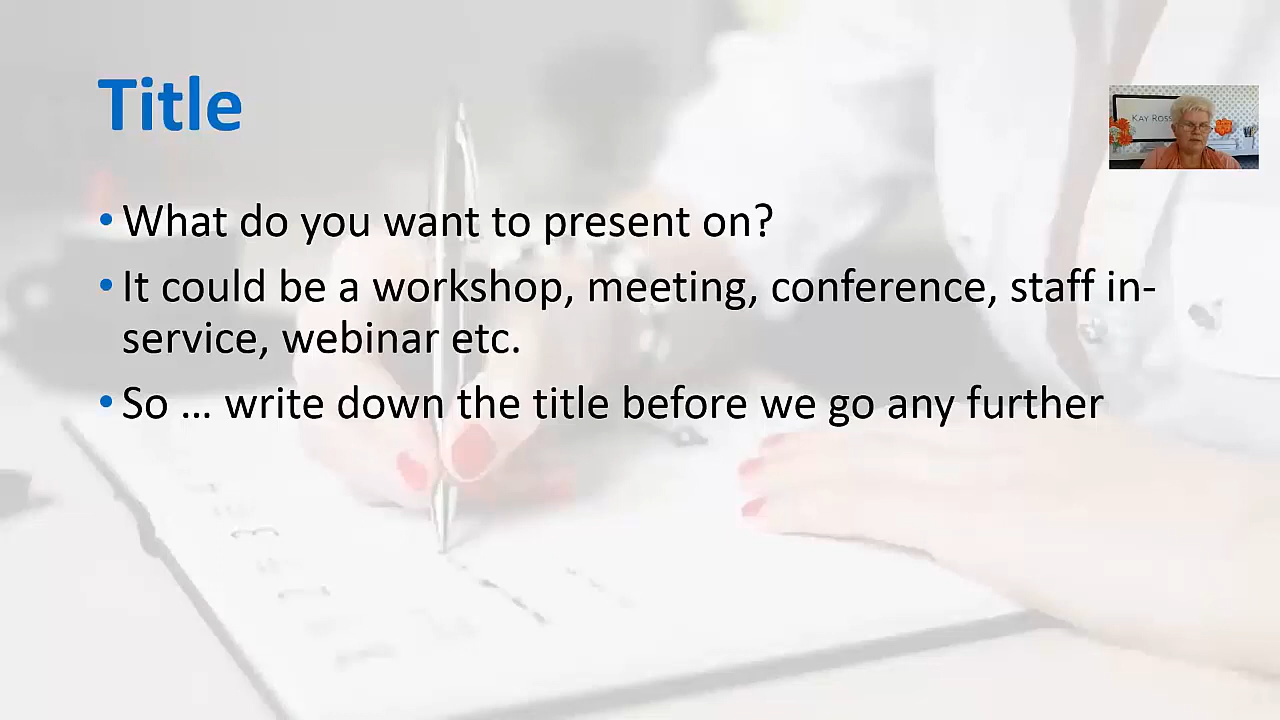 Title
• What do you want to present on?
• It could be a workshop, meeting, conference, staff in-
service, webinar etc.
• So ... write down the title before we go any further
KAY ROSS